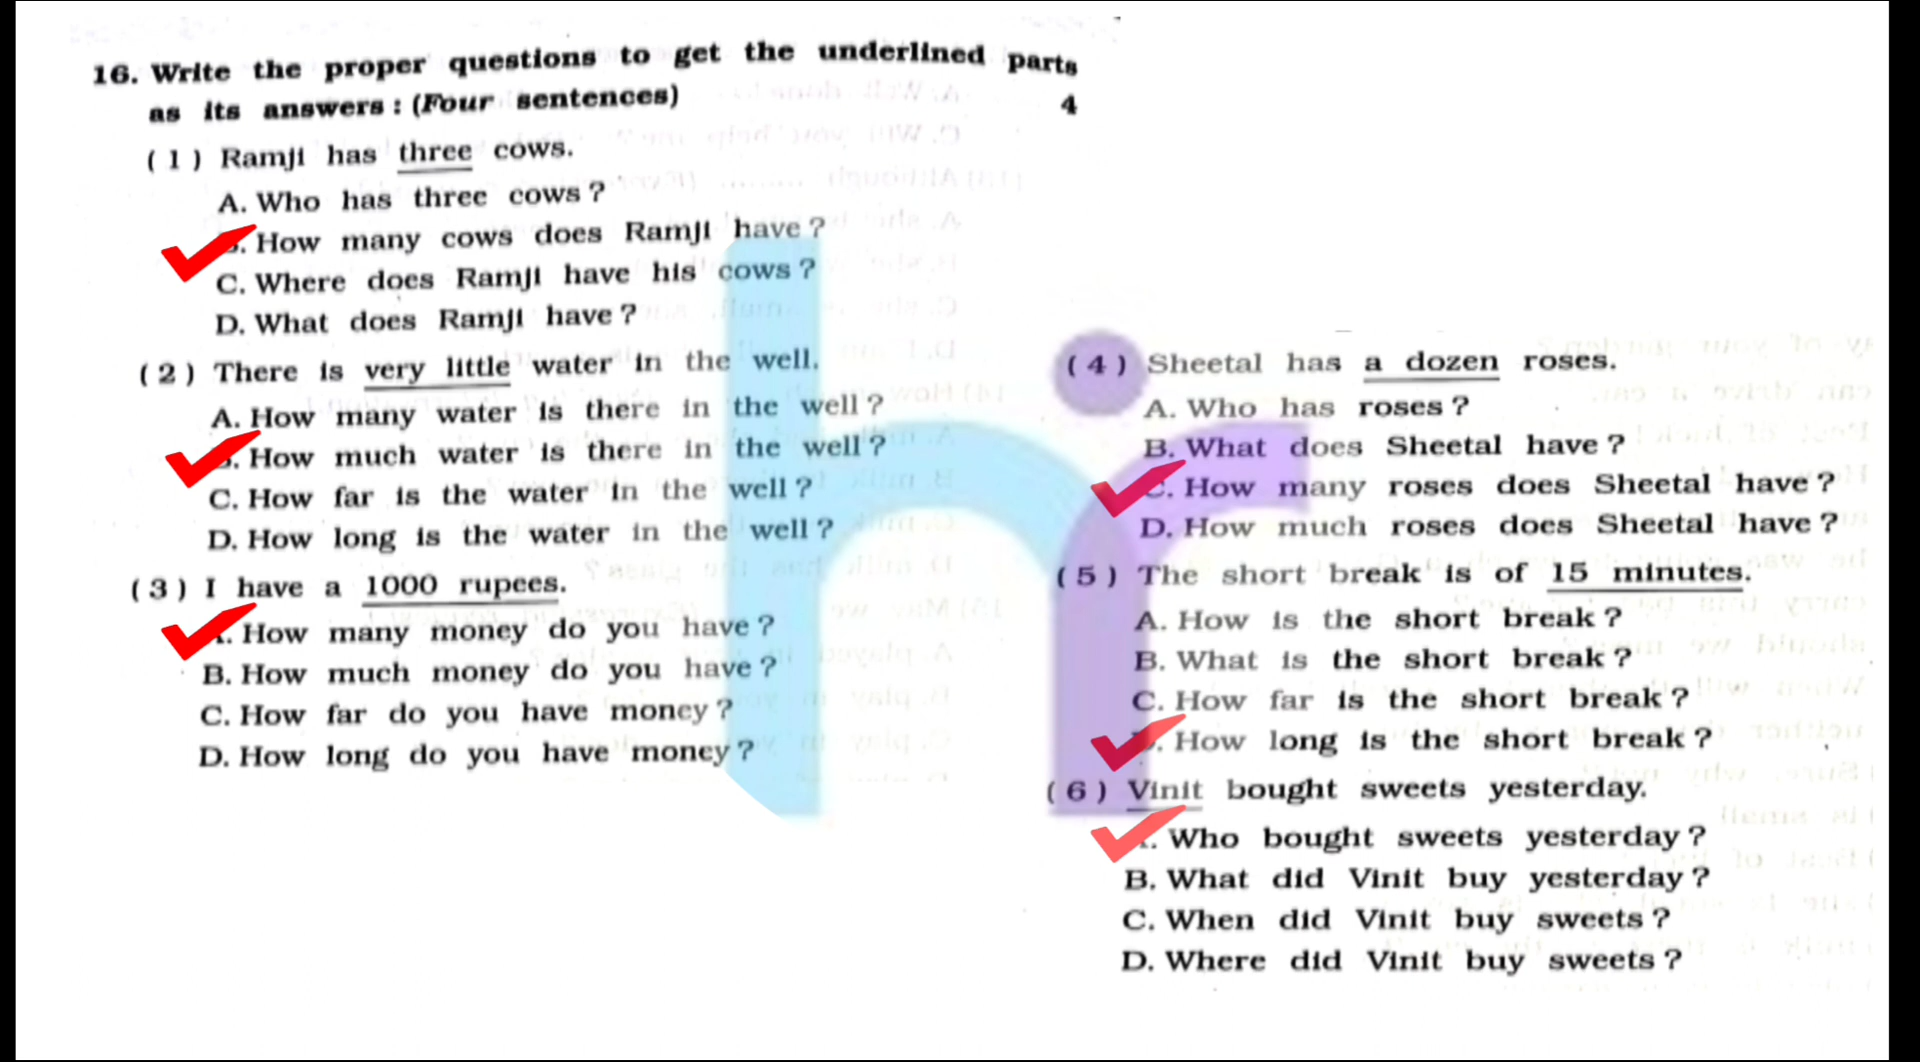 16. Write the proper questions to get the underlined parts
as its answers : (Four sentences) 4
( 1 ) Ramji has three cows.
A. Who has three cows ?
B. How many cows does Ramji have ?
C. Where does Ramji have his cows ?
D. What does Ramji have ?
( 2 ) There is very little water in the well.
A. How many water is there in the well ?
B. How much water is there in the well ?
C. How far is the water in the well ?
D. How long is the water in the well ?
( 3 ) I have a 1000 rupees.
A. How many money do you have ?
B. How much money do you have ?
C. How far do you have money ?
D. How long do you have money ?
( 4 ) Sheetal has a dozen roses.
A. Who has roses ?
B. What does Sheetal have ?
C. How many roses does Sheetal have ?
D. How much roses does Sheetal have ?
( 5 ) The short break is of 15 minutes.
A. How is the short break ?
B. What is the short break ?
C. How far is the short break ?
D. How long is the short break ?
( 6 ) Vinit bought sweets yesterday.
A. Who bought sweets yesterday ?
B. What did Vinit buy yesterday ?
C. When did Vinit buy sweets ?
D. Where did Vinit buy sweets ?